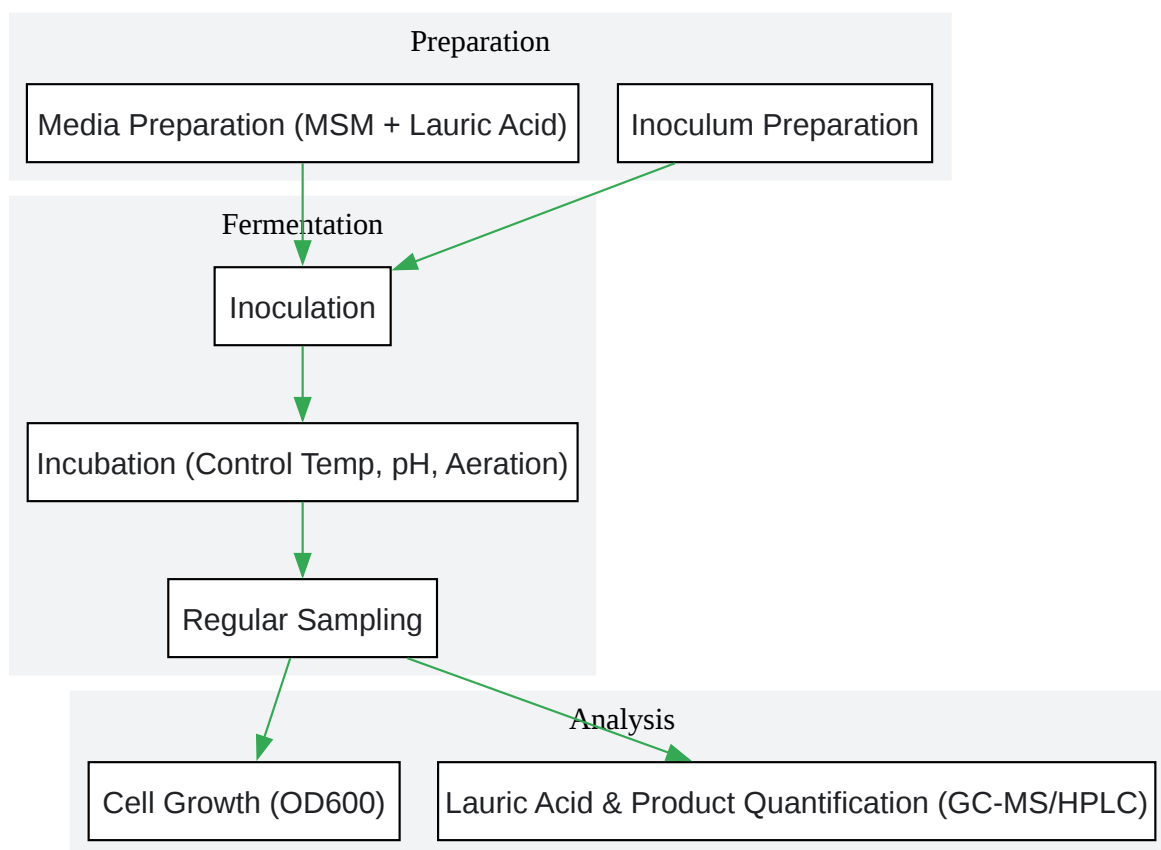 Preparation
Media Preparation (MSM + Lauric Acid)
Inoculum Preparation
Fermentation
Inoculation
Incubation (Control Temp, pH, Aeration)
Regular Sampling
Analysis
Cell Growth (OD600)
Lauric Acid & Product Quantification (GC-MS/HPLC)